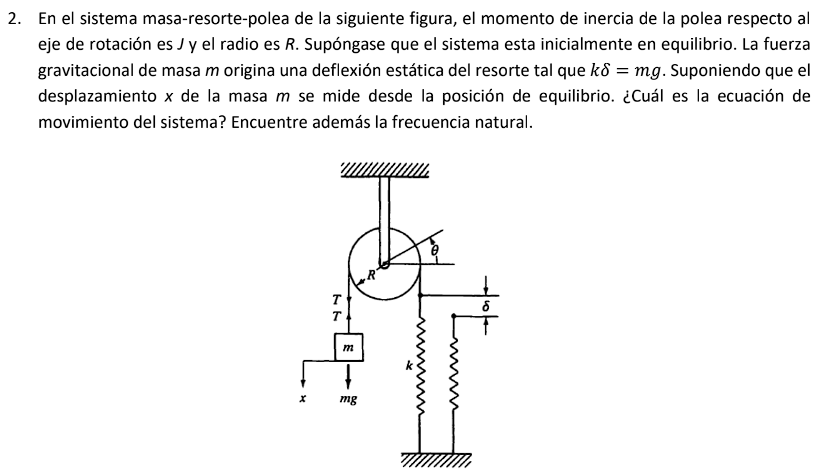 2. En el sistema masa-resorte-polea de la siguiente figura, el momento de inercia de la polea respecto al
eje de rotación es J y el radio es R. Supóngase que el sistema esta inicialmente en equilibrio. La fuerza
gravitacional de masa m origina una deflexión estática del resorte tal que kδ = mg. Suponiendo que el
desplazamiento x de la masa m se mide desde la posición de equilibrio. ¿Cuál es la ecuación de
movimiento del sistema? Encuentre además la frecuencia natural.
θ
R
T
δ
T
m
k
x
mg